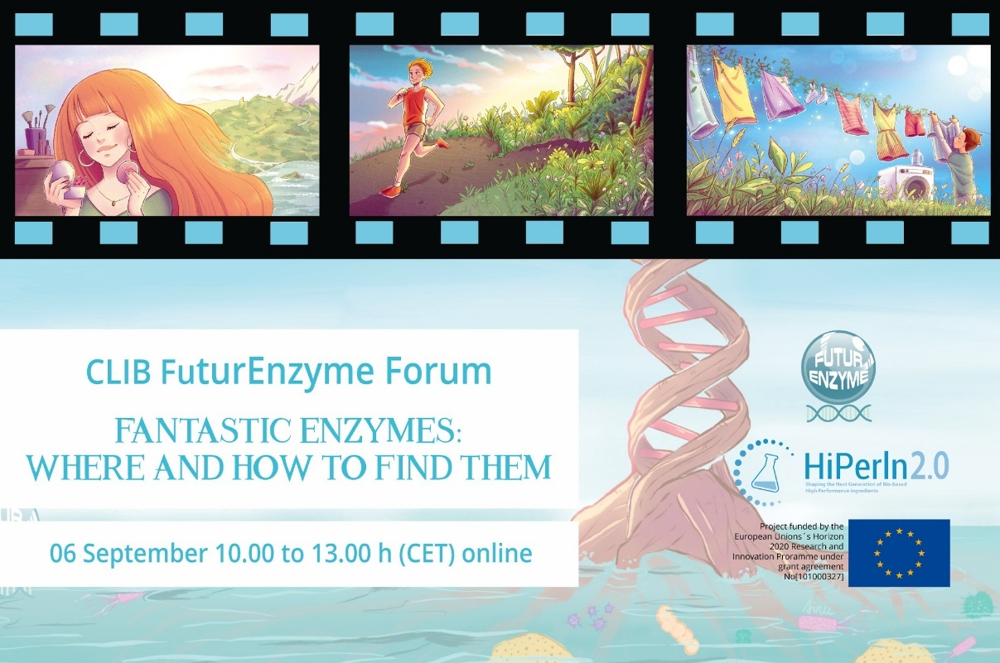 CLIB FuturEnzyme Forum
FANTASTIC ENZYMES:
WHERE AND HOW TO FIND THEM
06 September 10.00 to 13.00 h (CET) online
FUTUR
ENZYME
HiPerIn2.0
Shaping the Next Generation of Bio-based
High Performance Ingredients
Project funded by the
European Unions´s Horizon
2020 Research and
Innovation Proramme under
grant agreement
No[101000327]